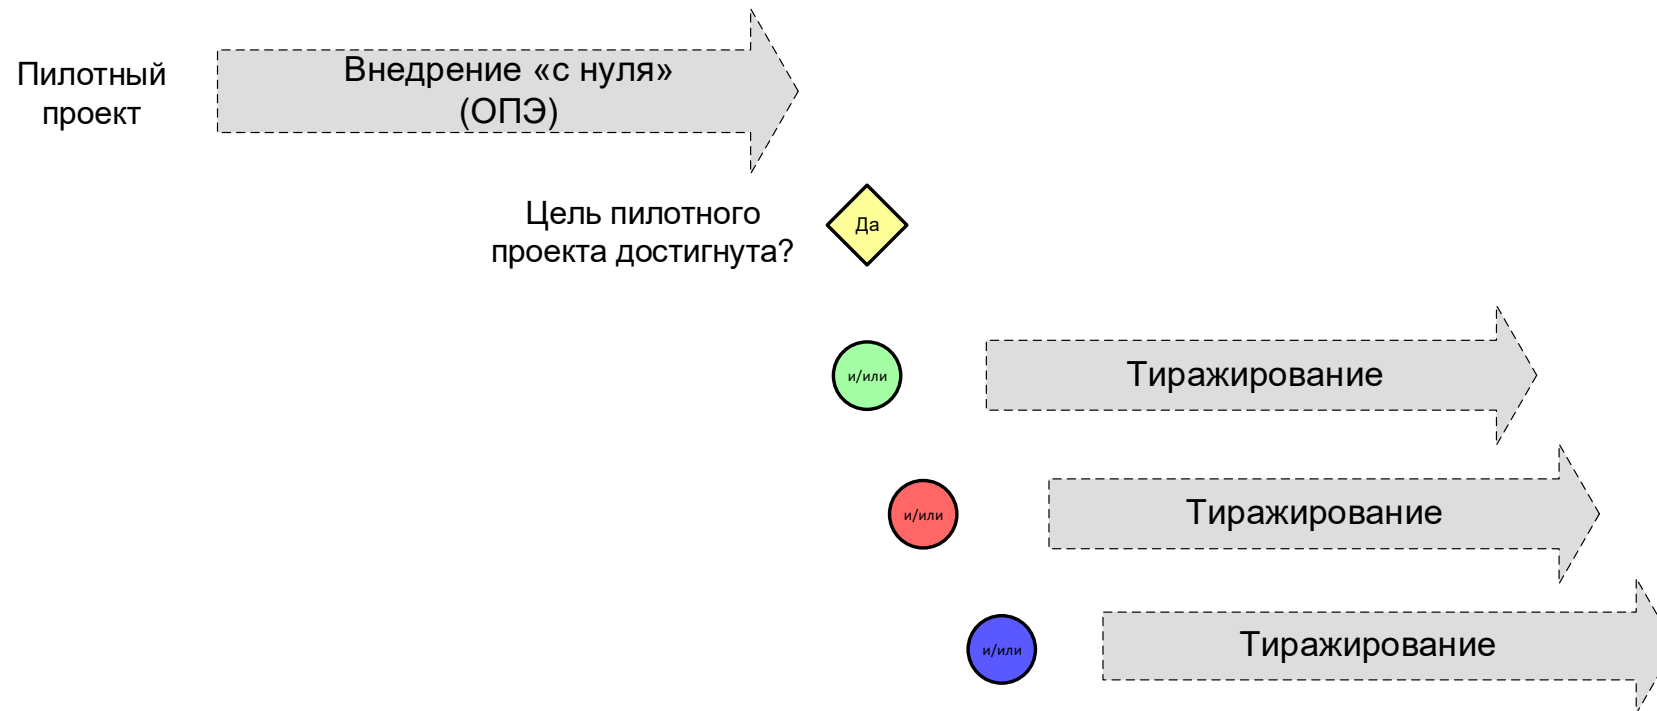 Пилотный
проект
Внедрение «с нуля»
(ОПЭ)
Цель пилотного
проекта достигнута?
Да
и/или
Тиражирование
и/или
Тиражирование
и/или
Тиражирование